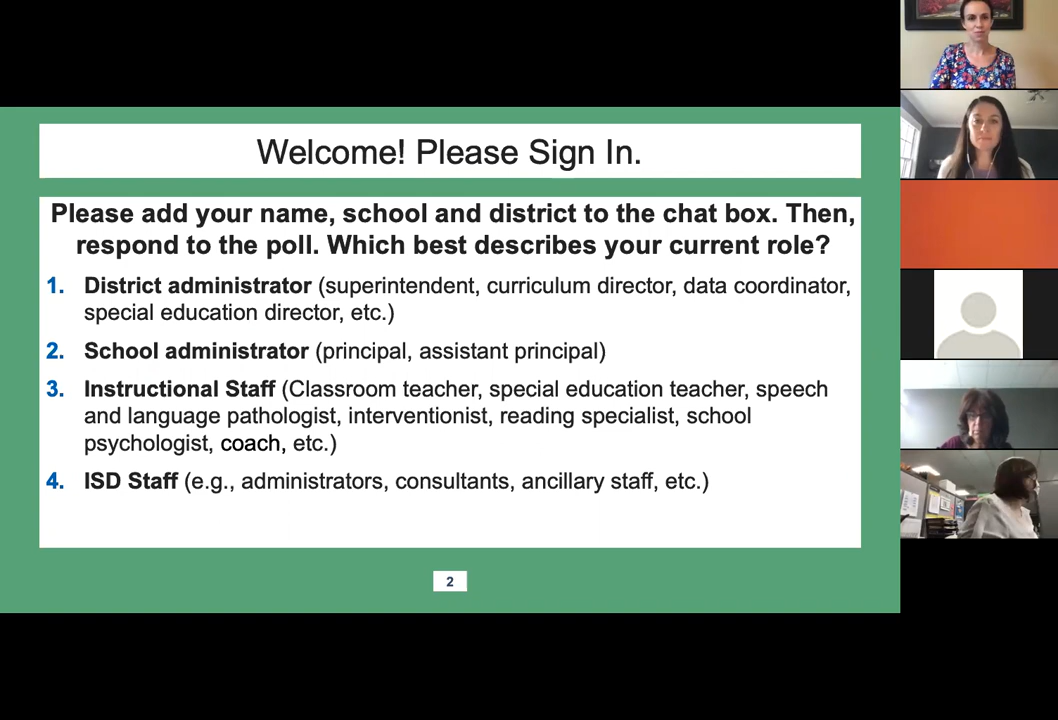 Welcome! Please Sign In.
Please add your name, school and district to the chat box. Then,
respond to the poll. Which best describes your current role?
1. District administrator (superintendent, curriculum director, data coordinator,
special education director, etc.)
2. School administrator (principal, assistant principal)
3. Instructional Staff (Classroom teacher, special education teacher, speech
and language pathologist, interventionist, reading specialist, school
psychologist, coach, etc.)
4. ISD Staff (e.g., administrators, consultants, ancillary staff, etc.)
2